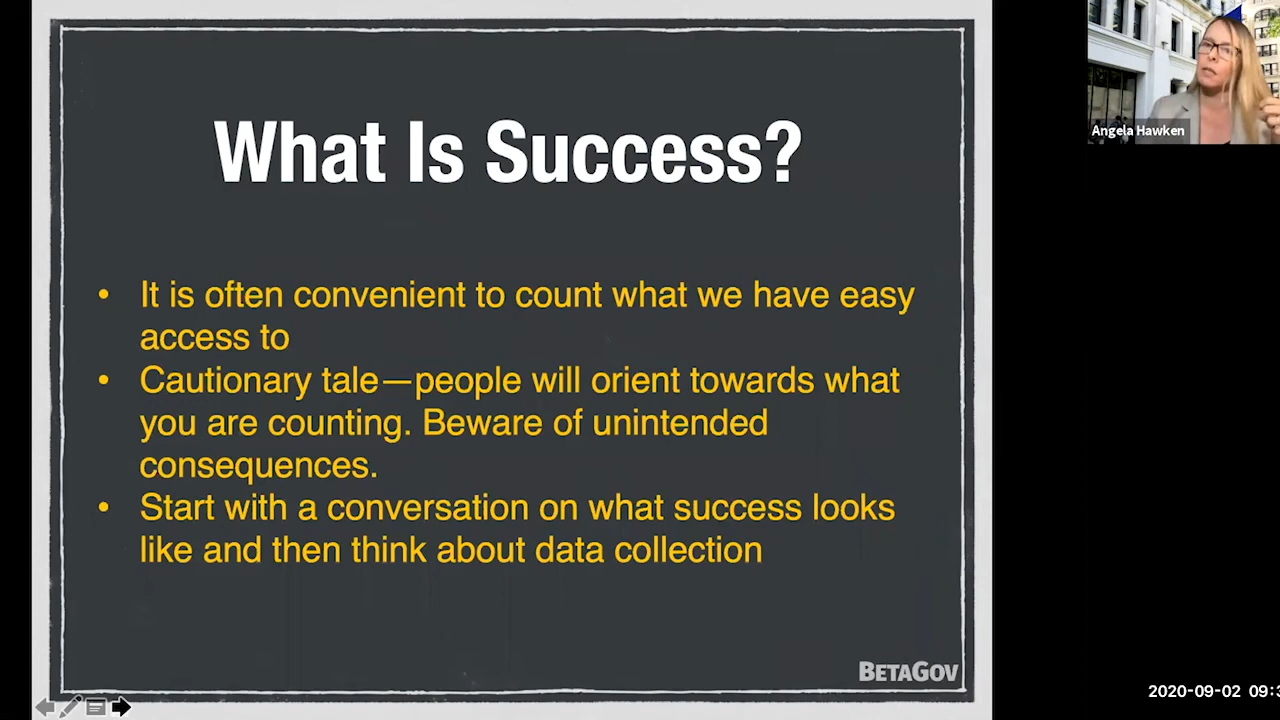 What Is Success?
• It is often convenient to count what we have easy
access to
• Cautionary tale—people will orient towards what
you are counting. Beware of unintended
consequences.
• Start with a conversation on what success looks
like and then think about data collection
BETAGOV
Angela Hawken
2020-09-02 09:3